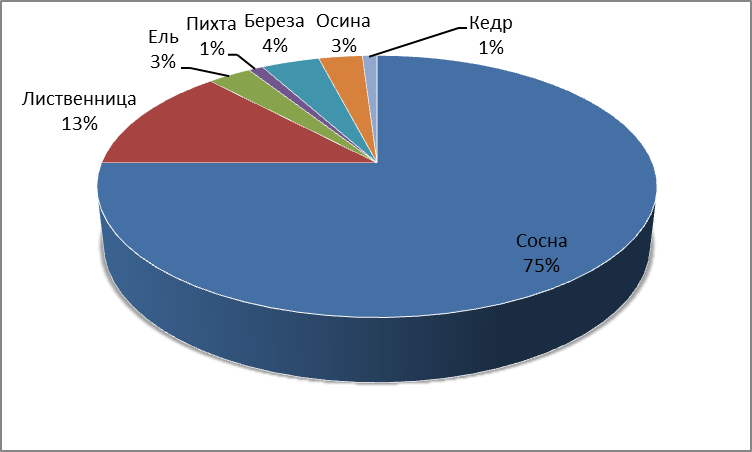 Лиственница
13%
Ель
3%
Пихта
1%
Береза
4%
Осина
3%
Кедр
1%
Сосна
75%